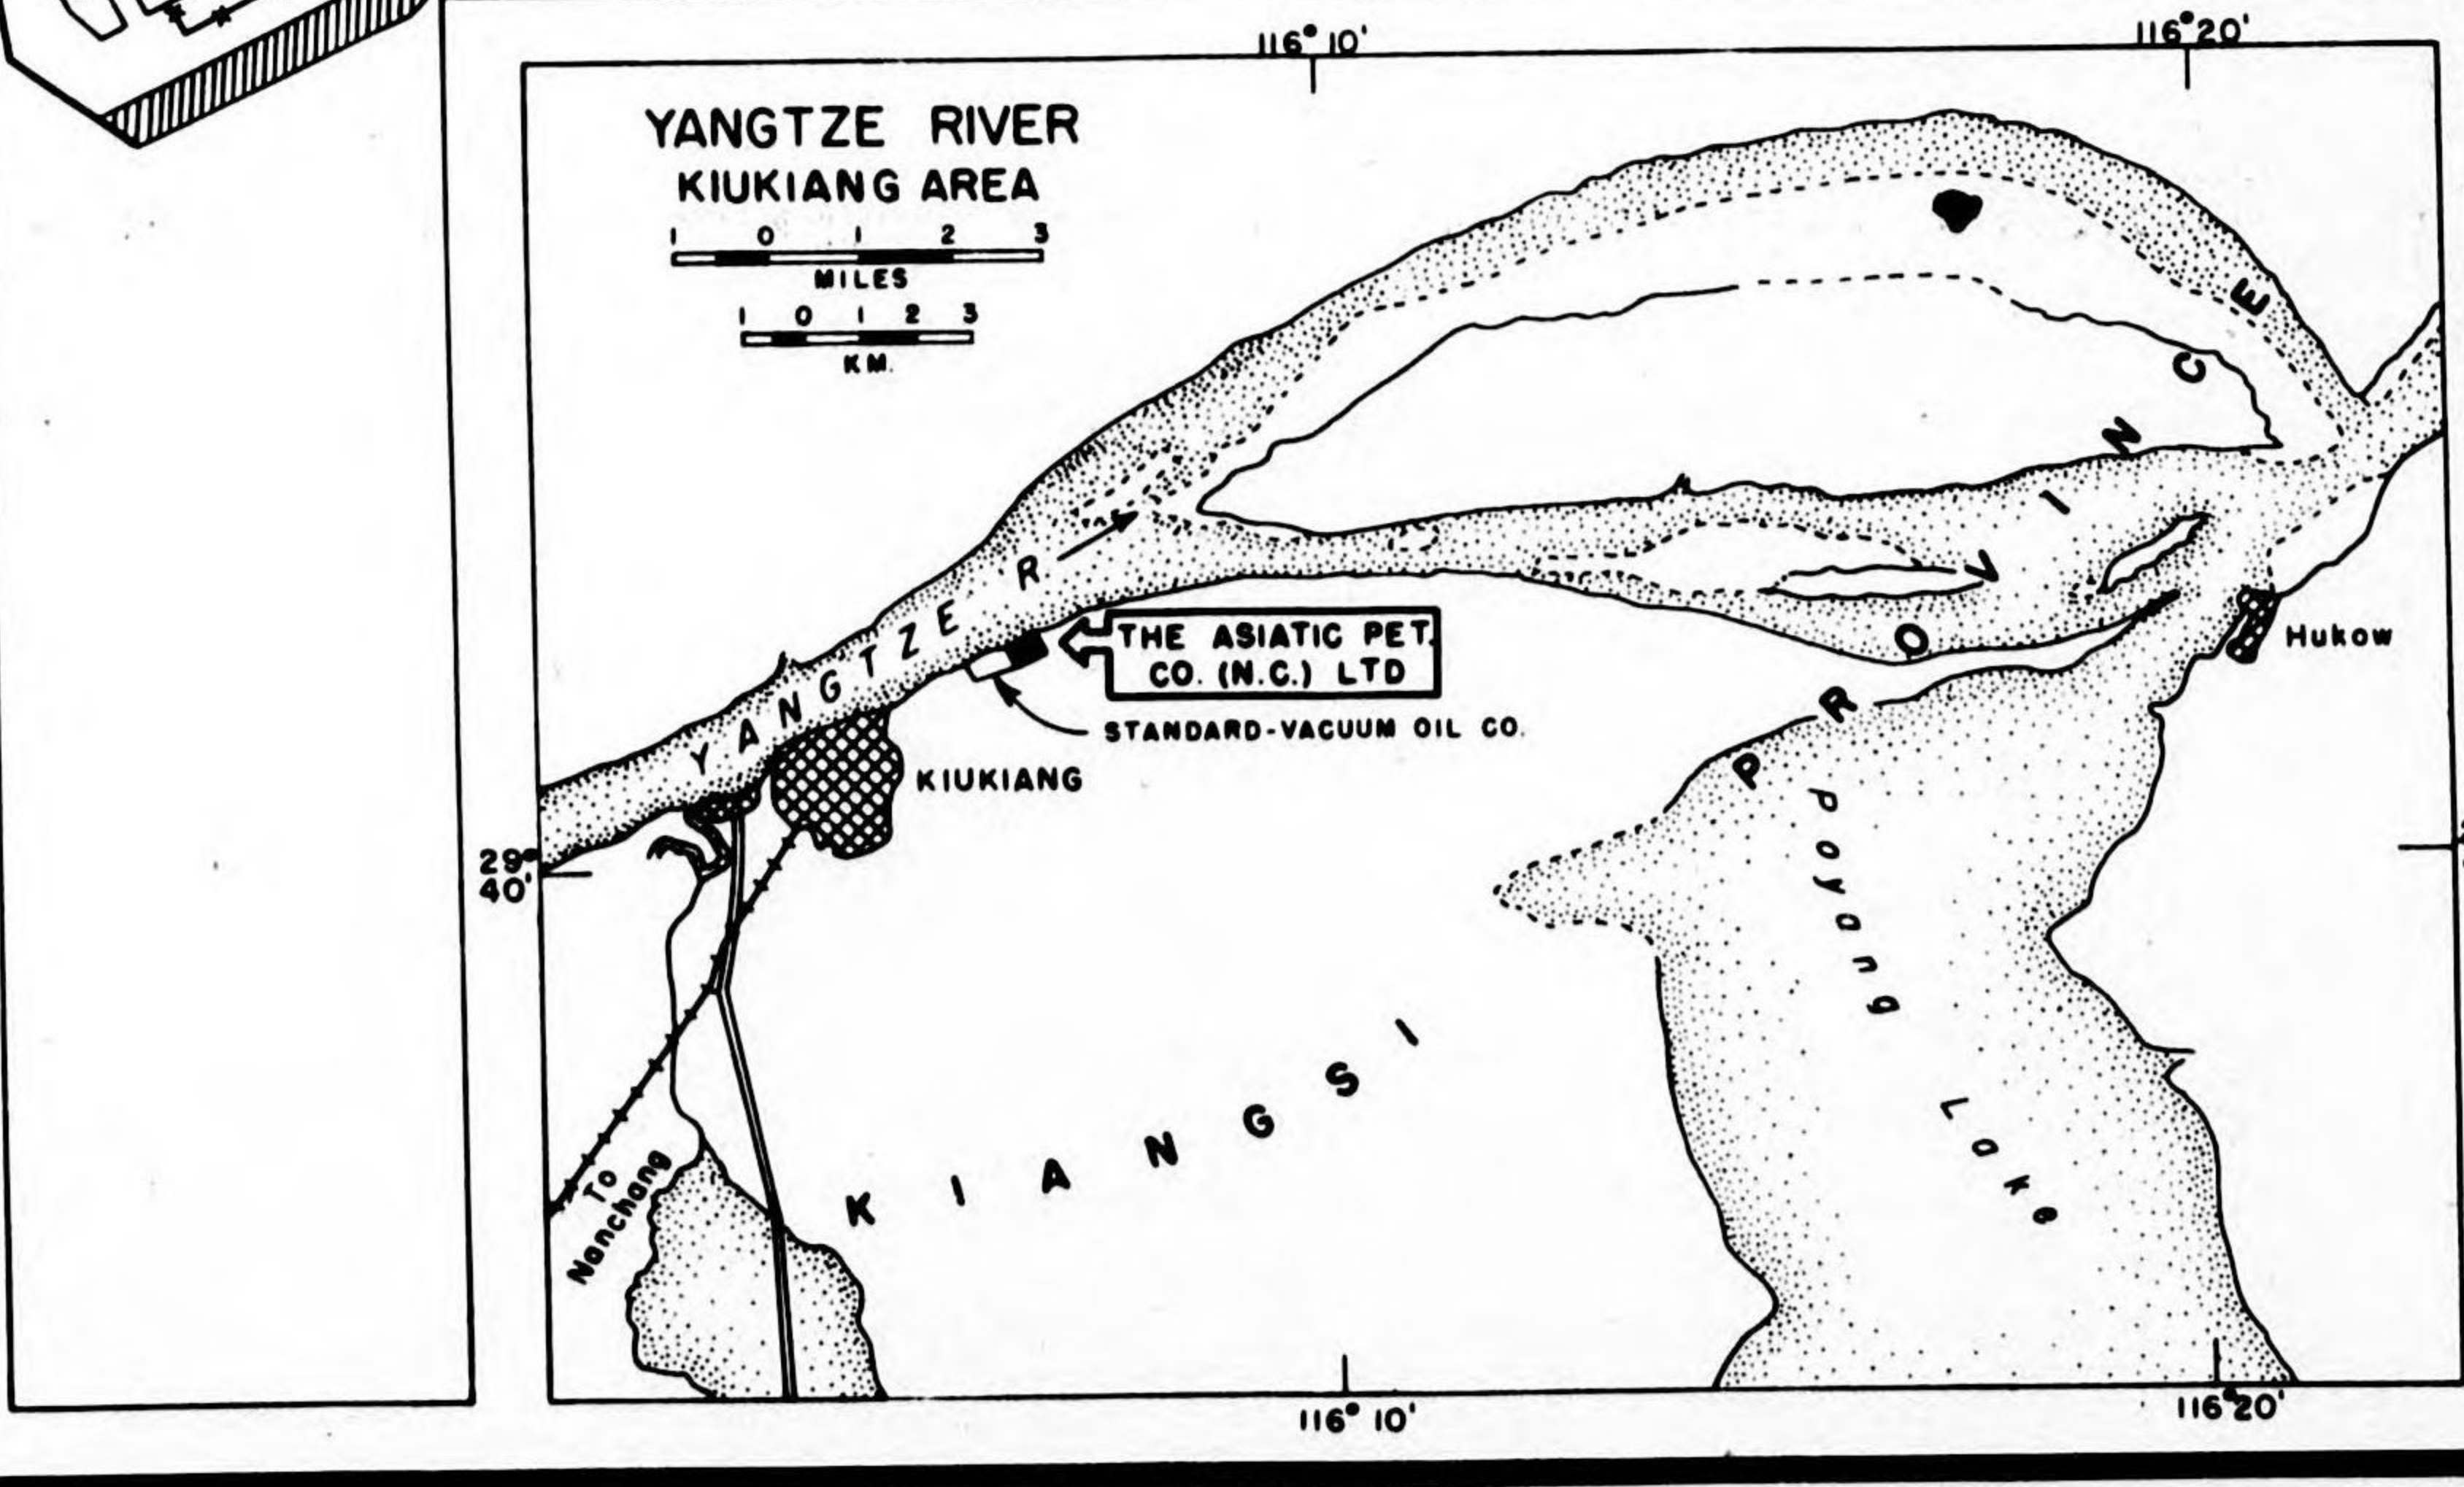 116° 10'
116° 20'
YANGTZE RIVER
KIUKIANG AREA
1 0 1 2 3
MILES
1 0 1 2 3
KM.
YANGTZE R
THE ASIATIC PET.
CO. (N.C.) LTD
STANDARD-VACUUM OIL CO.
KIUKIANG
Hukow
29°
40'
KIANGSI PROVINCE
Poyang Lake
To
Nanchang
116° 10'
116° 20'